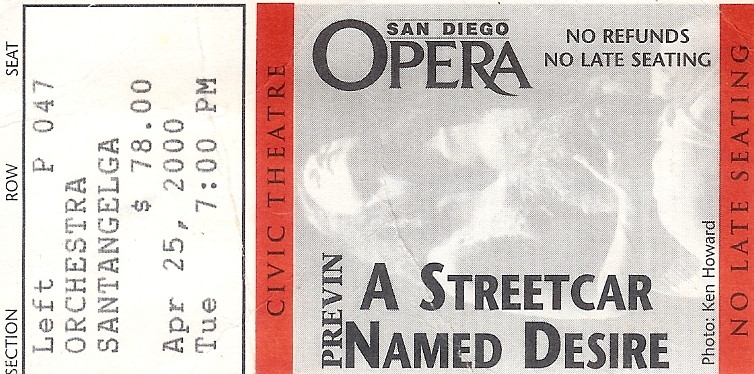 SECTION ROW SEAT
Left P 047
ORCHESTRA
SANTANGELGA
$ 78.00
Apr 25, 2000
Tue 7:00 PM
CIVIC THEATRE
SAN DIEGO
OPERA
NO REFUNDS
NO LATE SEATING
PREVIN
A STREETCAR
NAMED DESIRE
Photo: Ken Howard
NO LATE SEATING